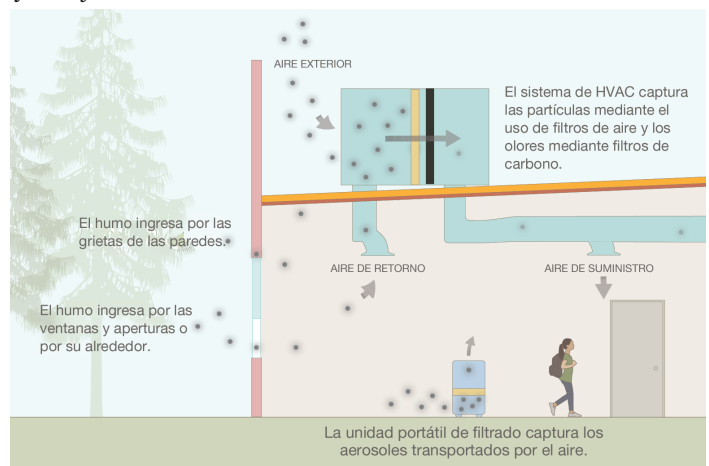 AIRE EXTERIOR
El sistema de HVAC captura
las partículas mediante el
uso de filtros de aire y los
olores mediante filtros de
carbono.
El humo ingresa por las
grietas de las paredes.
AIRE DE RETORNO
AIRE DE SUMINISTRO
El humo ingresa por las
ventanas y aperturas o
por su alrededor.
La unidad portátil de filtrado captura los
aerosoles transportados por el aire.